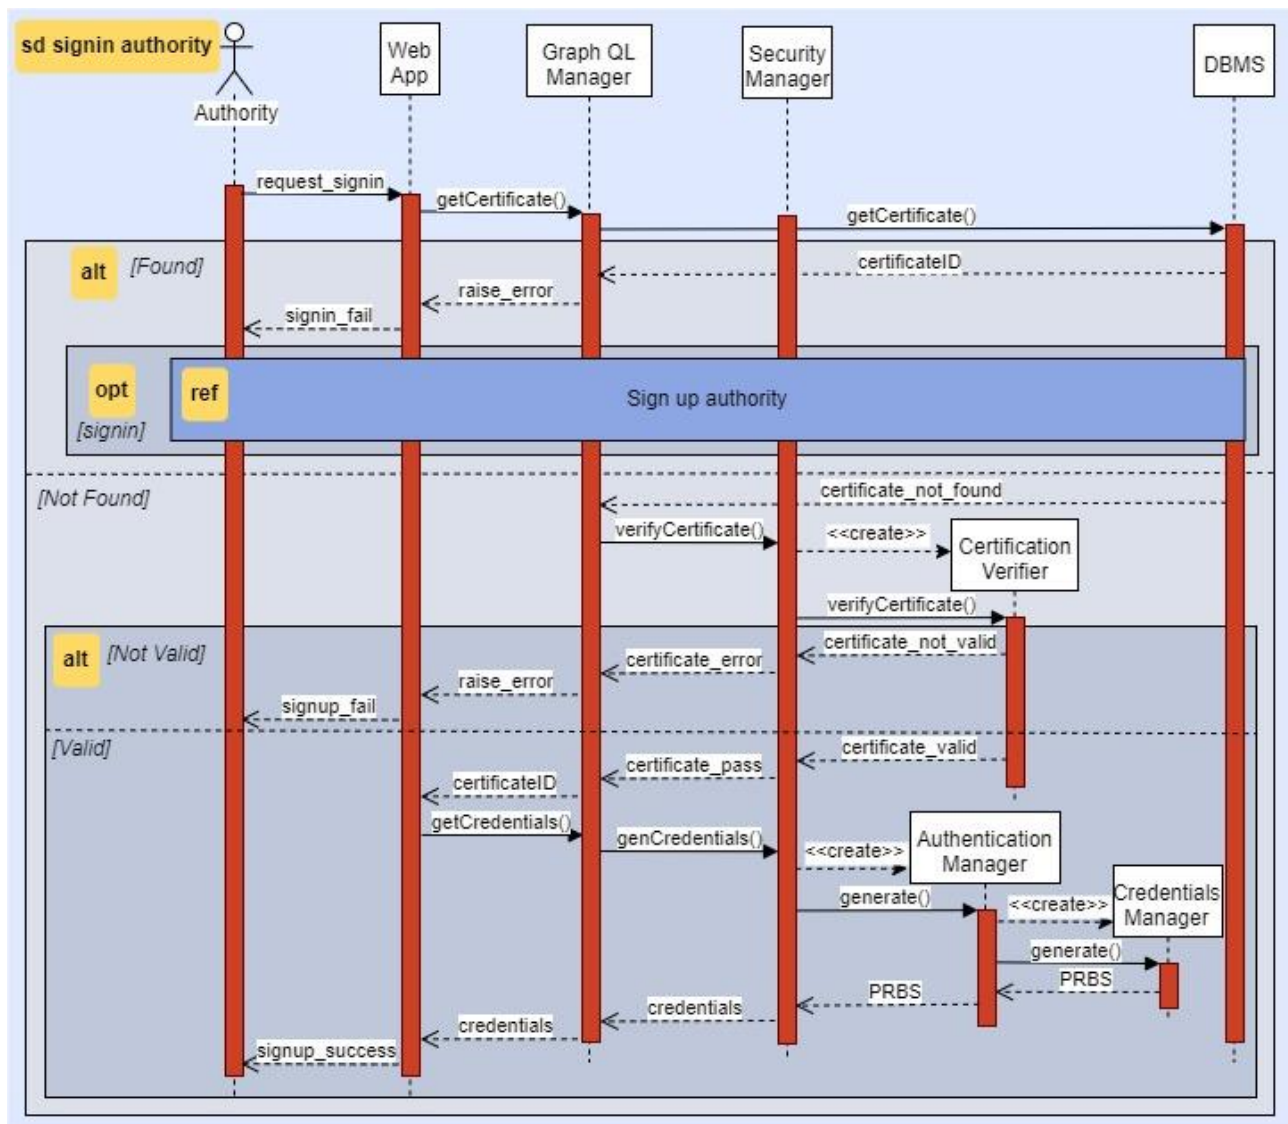 sd signin authority
Authority
Web
App
Graph QL
Manager
Security
Manager
DBMS
request_signin
getCertificate()
getCertificate()
alt
[Found]
certificateID
raise_error
signin_fail
opt
[signin]
ref
Sign up authority
[Not Found]
certificate_not_found
verifyCertificate()
<<create>>
Certification
Verifier
verifyCertificate()
alt
[Not Valid]
certificate_not_valid
certificate_error
raise_error
signup_fail
[Valid]
certificate_valid
certificate_pass
certificateID
getCredentials()
genCredentials()
<<create>>
Authentication
Manager
generate()
<<create>>
Credentials
Manager
generate()
PRBS
PRBS
credentials
credentials
signup_success